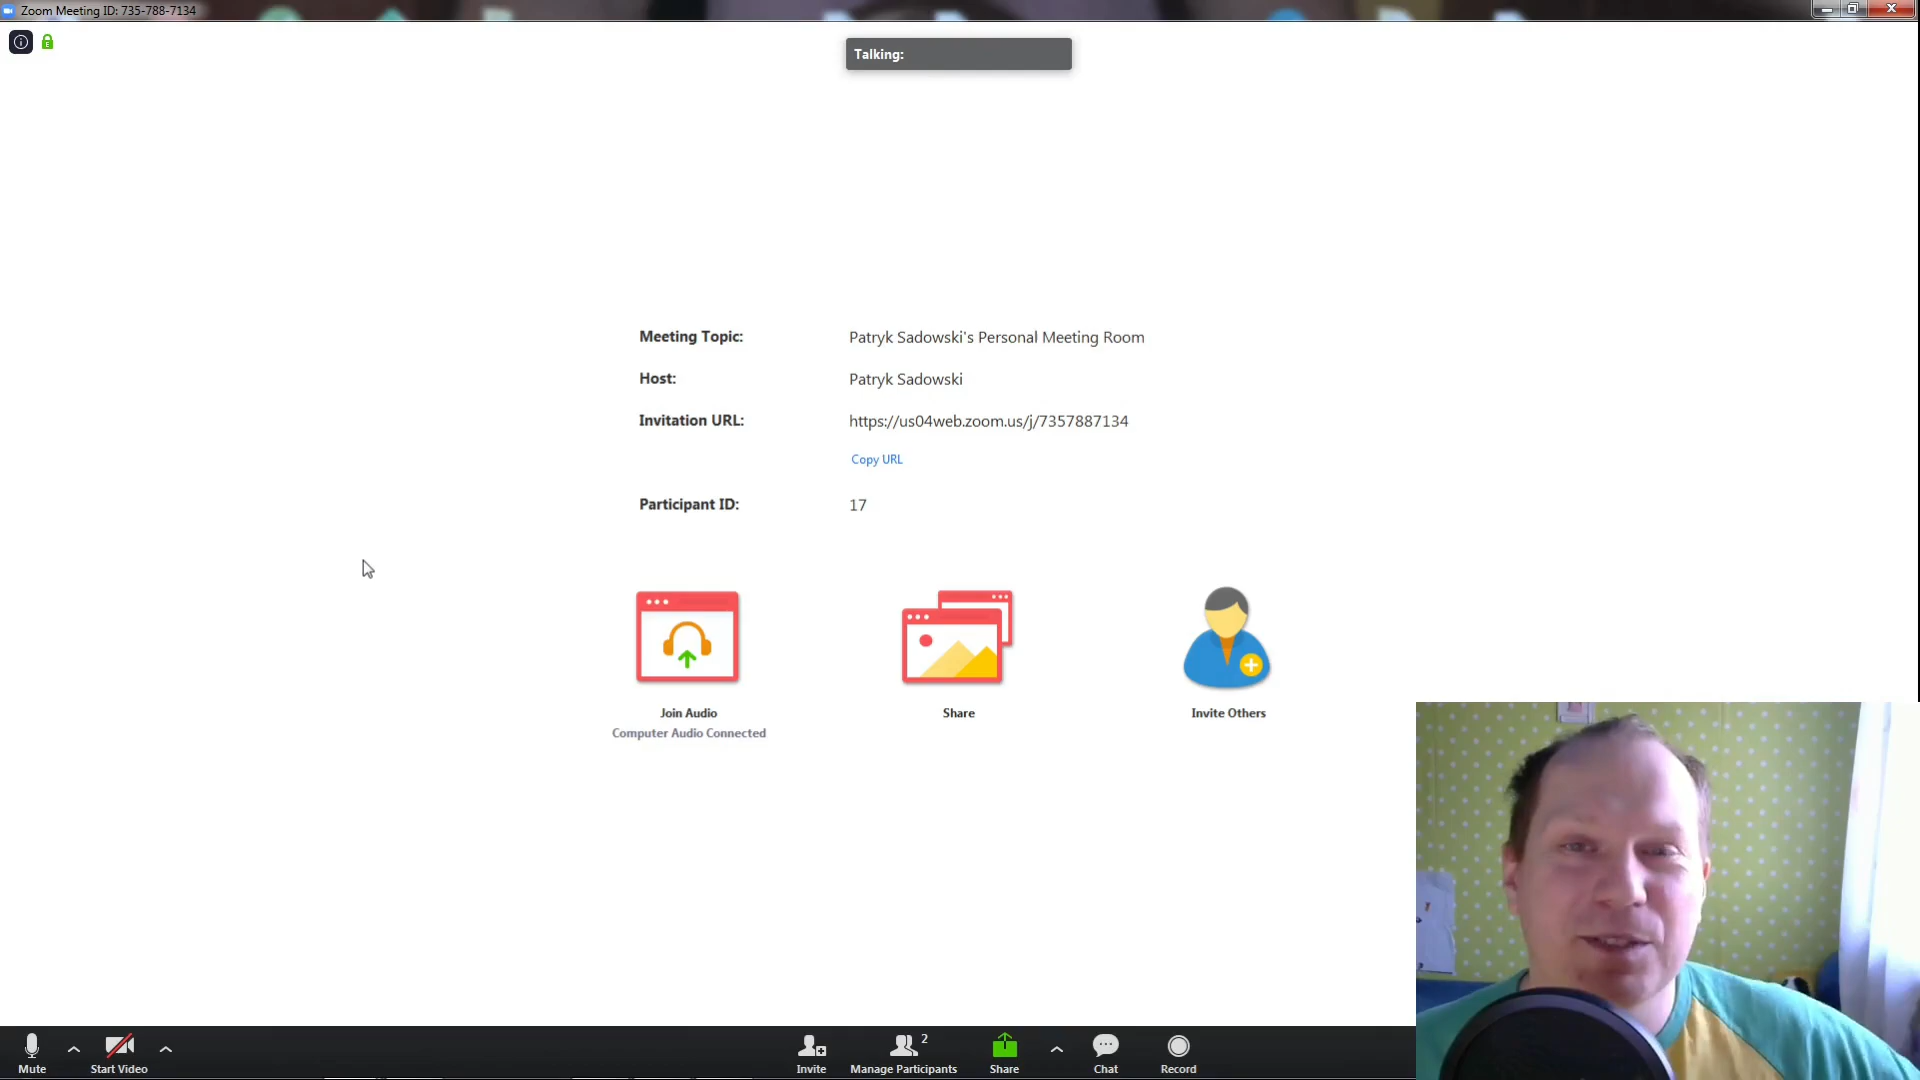 Zoom Meeting ID: 735-788-7134
Talking:
Meeting Topic: Patryk Sadowski's Personal Meeting Room
Host: Patryk Sadowski
Invitation URL: https://us04web.zoom.us/j/7357887134
Copy URL
Participant ID: 17
Join Audio
Computer Audio Connected
Share
Invite Others
Mute
Start Video
Invite
2
Manage Participants
Share
Chat
Record